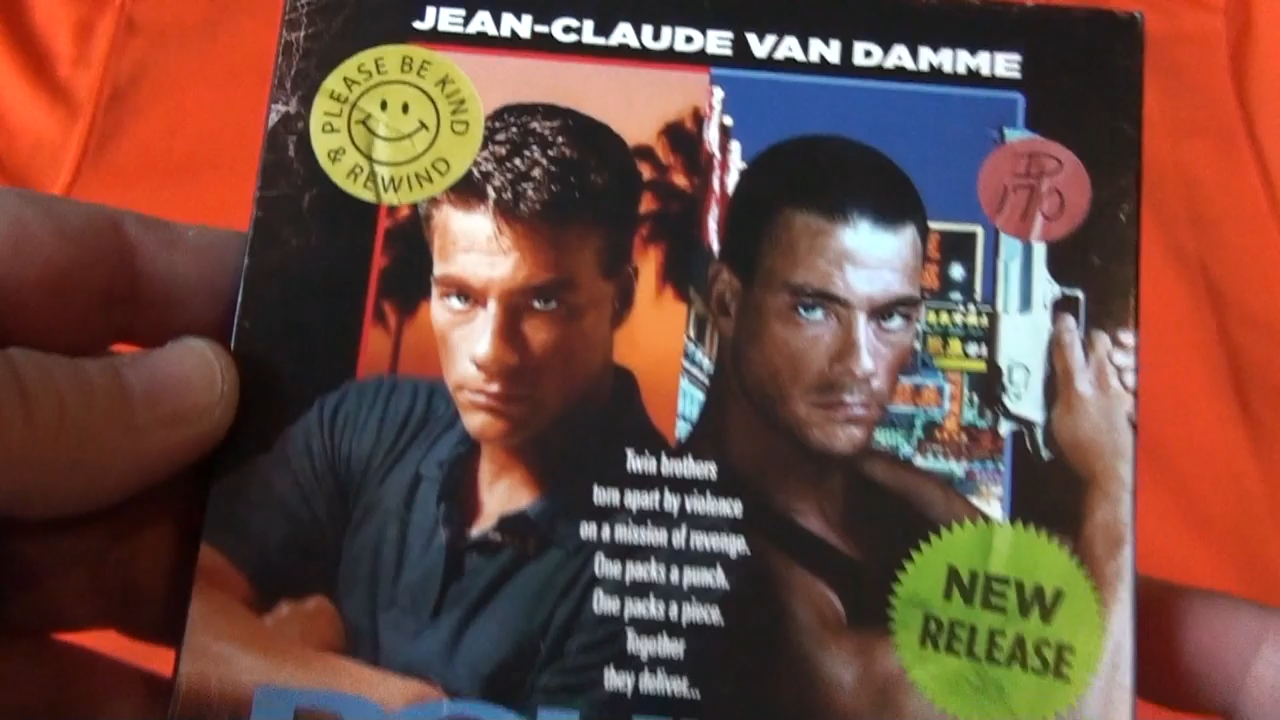 JEAN-CLAUDE VAN DAMME
PLEASE BE KIND
& REWIND
Twin brothers
torn apart by violence
on a mission of revenge.
One packs a punch.
One packs a piece.
Together
they deliver...
NEW
RELEASE